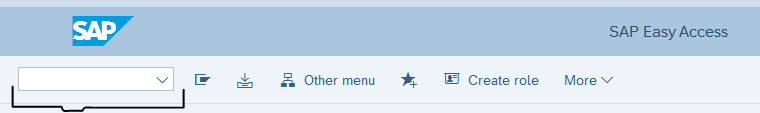 SAP
SAP Easy Access
Other menu
Create role
More